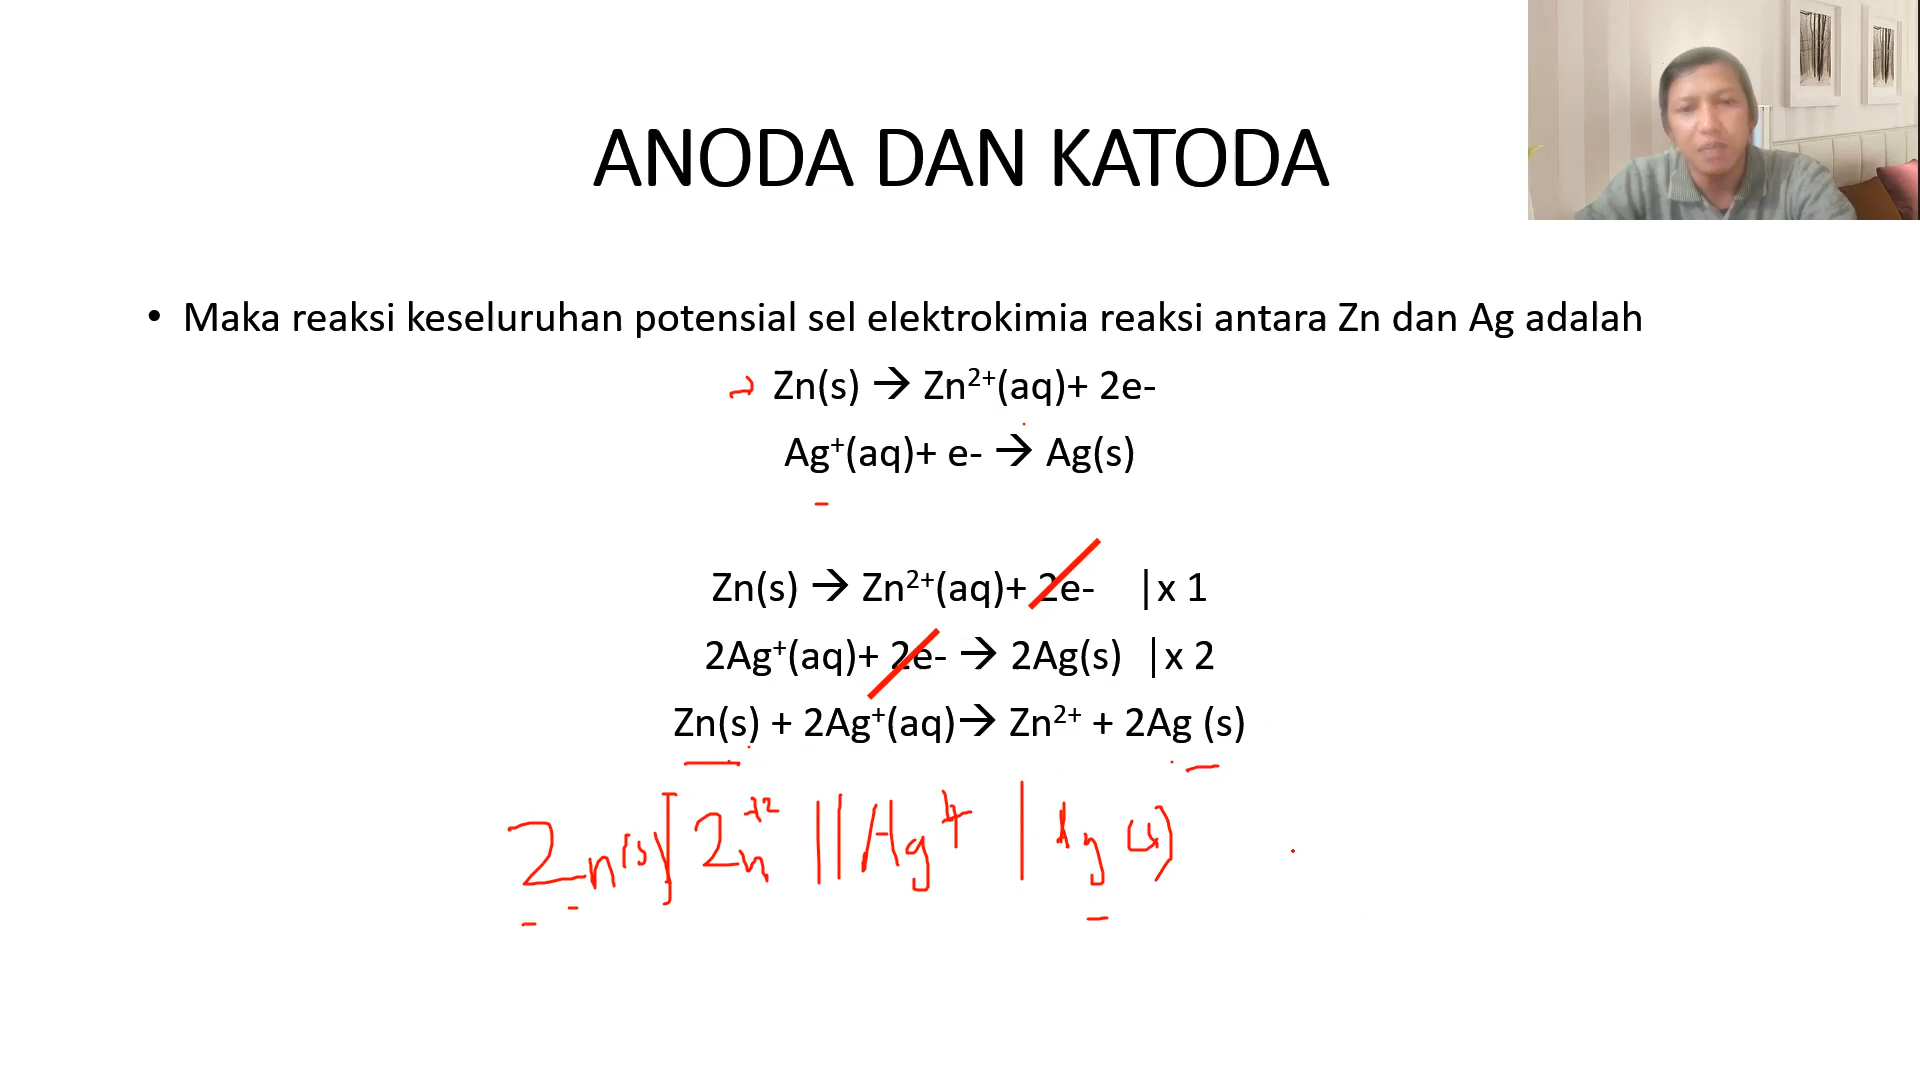 ANODA DAN KATODA
• Maka reaksi keseluruhan potensial sel elektrokimia reaksi antara Zn dan Ag adalah
Zn(s) → Zn²⁺(aq)+ 2e-
Ag⁺(aq)+ e- → Ag(s)
Zn(s) → Zn²⁺(aq)+ 2e- |x 1
2Ag⁺(aq)+ 2e- → 2Ag(s) |x 2
Zn(s) + 2Ag⁺(aq)→ Zn²⁺ + 2Ag (s)
Zn(s) | Zn⁺² || Ag⁺ | Ag (s)